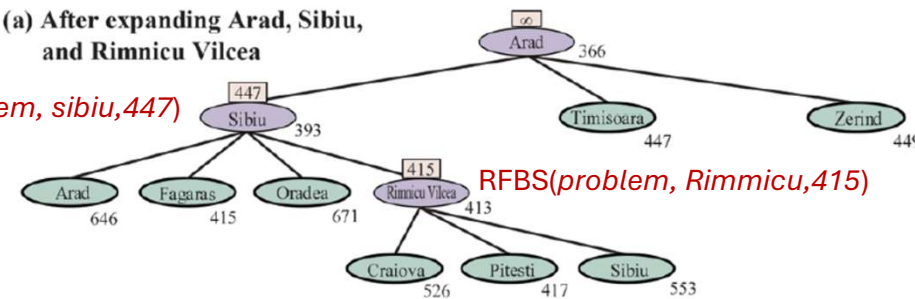 (a) After expanding Arad, Sibiu,
and Rimnicu Vilcea
∞
Arad
366
447
em, sibiu,447)
Sibiu
393
Timisoara
447
Zerind
449
415
Arad
646
Fagaras
415
Oradea
671
Rimnicu Vilcea
413
RFBS(problem, Rimmicu,415)
Craiova
526
Pitesti
417
Sibiu
553